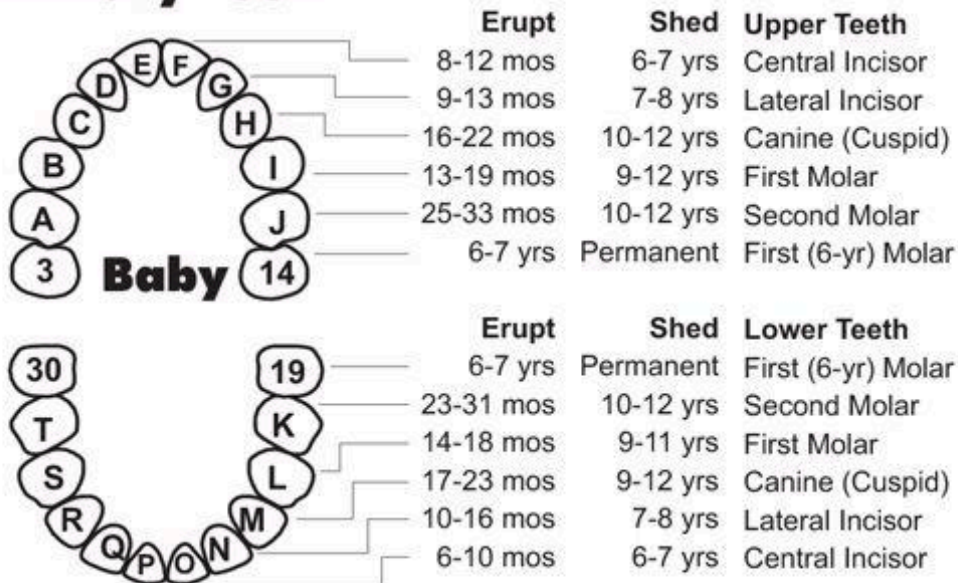 Erupt Shed Upper Teeth
E F 8-12 mos 6-7 yrs Central Incisor
D G 9-13 mos 7-8 yrs Lateral Incisor
C H 16-22 mos 10-12 yrs Canine (Cuspid)
B I 13-19 mos 9-12 yrs First Molar
A J 25-33 mos 10-12 yrs Second Molar
3 Baby 14 6-7 yrs Permanent First (6-yr) Molar
Erupt Shed Lower Teeth
30 19 6-7 yrs Permanent First (6-yr) Molar
T K 23-31 mos 10-12 yrs Second Molar
S L 14-18 mos 9-11 yrs First Molar
R M 17-23 mos 9-12 yrs Canine (Cuspid)
Q N 10-16 mos 7-8 yrs Lateral Incisor
P O 6-10 mos 6-7 yrs Central Incisor